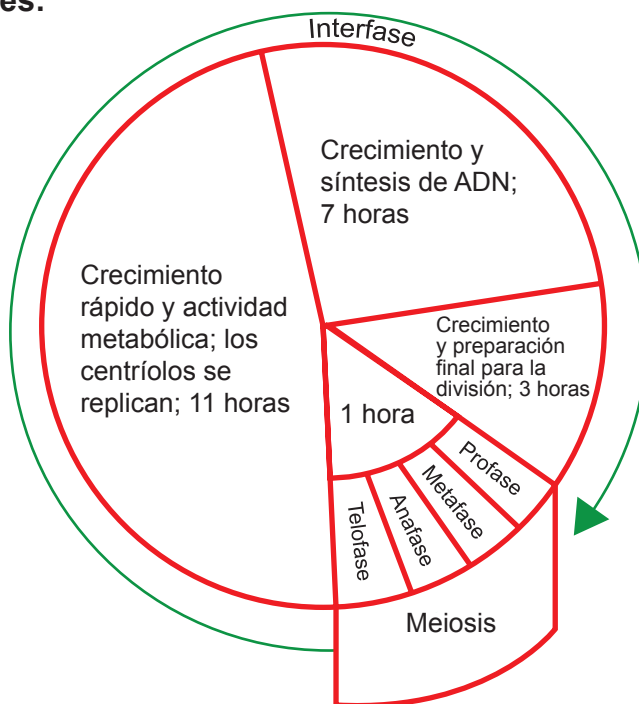 es:
Interfase
Crecimiento y
síntesis de ADN;
7 horas
Crecimiento
rápido y actividad
metabólica; los
centríolos se
replican; 11 horas
Crecimiento
y preparación
final para la
división; 3 horas
1 hora
Profase
Metafase
Anafase
Telofase
Meiosis